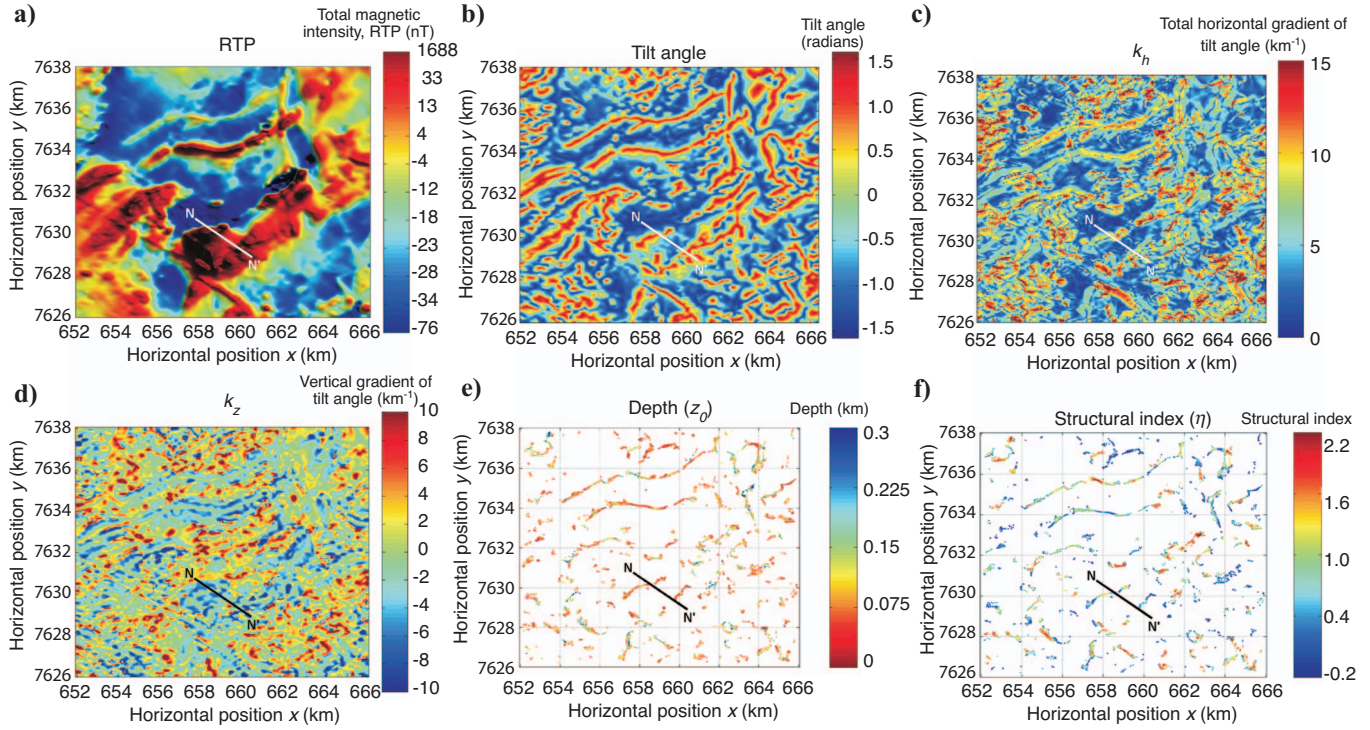 a)
Total magnetic
intensity, RTP (nT)
RTP
1688
33
13
4
-4
-12
-17
-18
-23
-28
-34
-76
Horizontal position y (km)
7638
7636
7634
7632
7630
7628
7626
N
N'
652 654 656 658 660 662 664 666
Horizontal position x (km)
b)
Tilt angle
(radians)
Tilt angle
1.5
1.0
0.5
0
-0.5
-1.0
-1.5
Horizontal position y (km)
7638
7636
7634
7632
7630
7628
7626
N
N'
652 654 656 658 660 662 664 666
Horizontal position x (km)
c)
Total horizontal gradient of
tilt angle (km-1)
kh
15
10
5
0
Horizontal position y (km)
7638
7636
7634
7632
7630
7628
7626
N
N'
652 654 656 658 660 662 664 666
Horizontal position x (km)
d)
Vertical gradient of
tilt angle (km-1)
kz
10
8
6
4
2
0
-2
-4
-6
-8
-10
Horizontal position y (km)
7638
7636
7634
7632
7630
7628
7626
N
N'
652 654 656 658 660 662 664 666
Horizontal position x (km)
e)
Depth (z0)
Depth (km)
0.3
0.225
0.15
0.075
0
Horizontal position y (km)
7638
7636
7634
7632
7630
7628
7626
N
N'
652 654 656 658 660 662 664 666
Horizontal position x (km)
f)
Structural index (η)
Structural index
2.2
1.6
1.0
0.4
-0.2
Horizontal position y (km)
7638
7636
7634
7632
7630
7628
7626
N
N'
652 654 656 658 660 662 664 666
Horizontal position x (km)